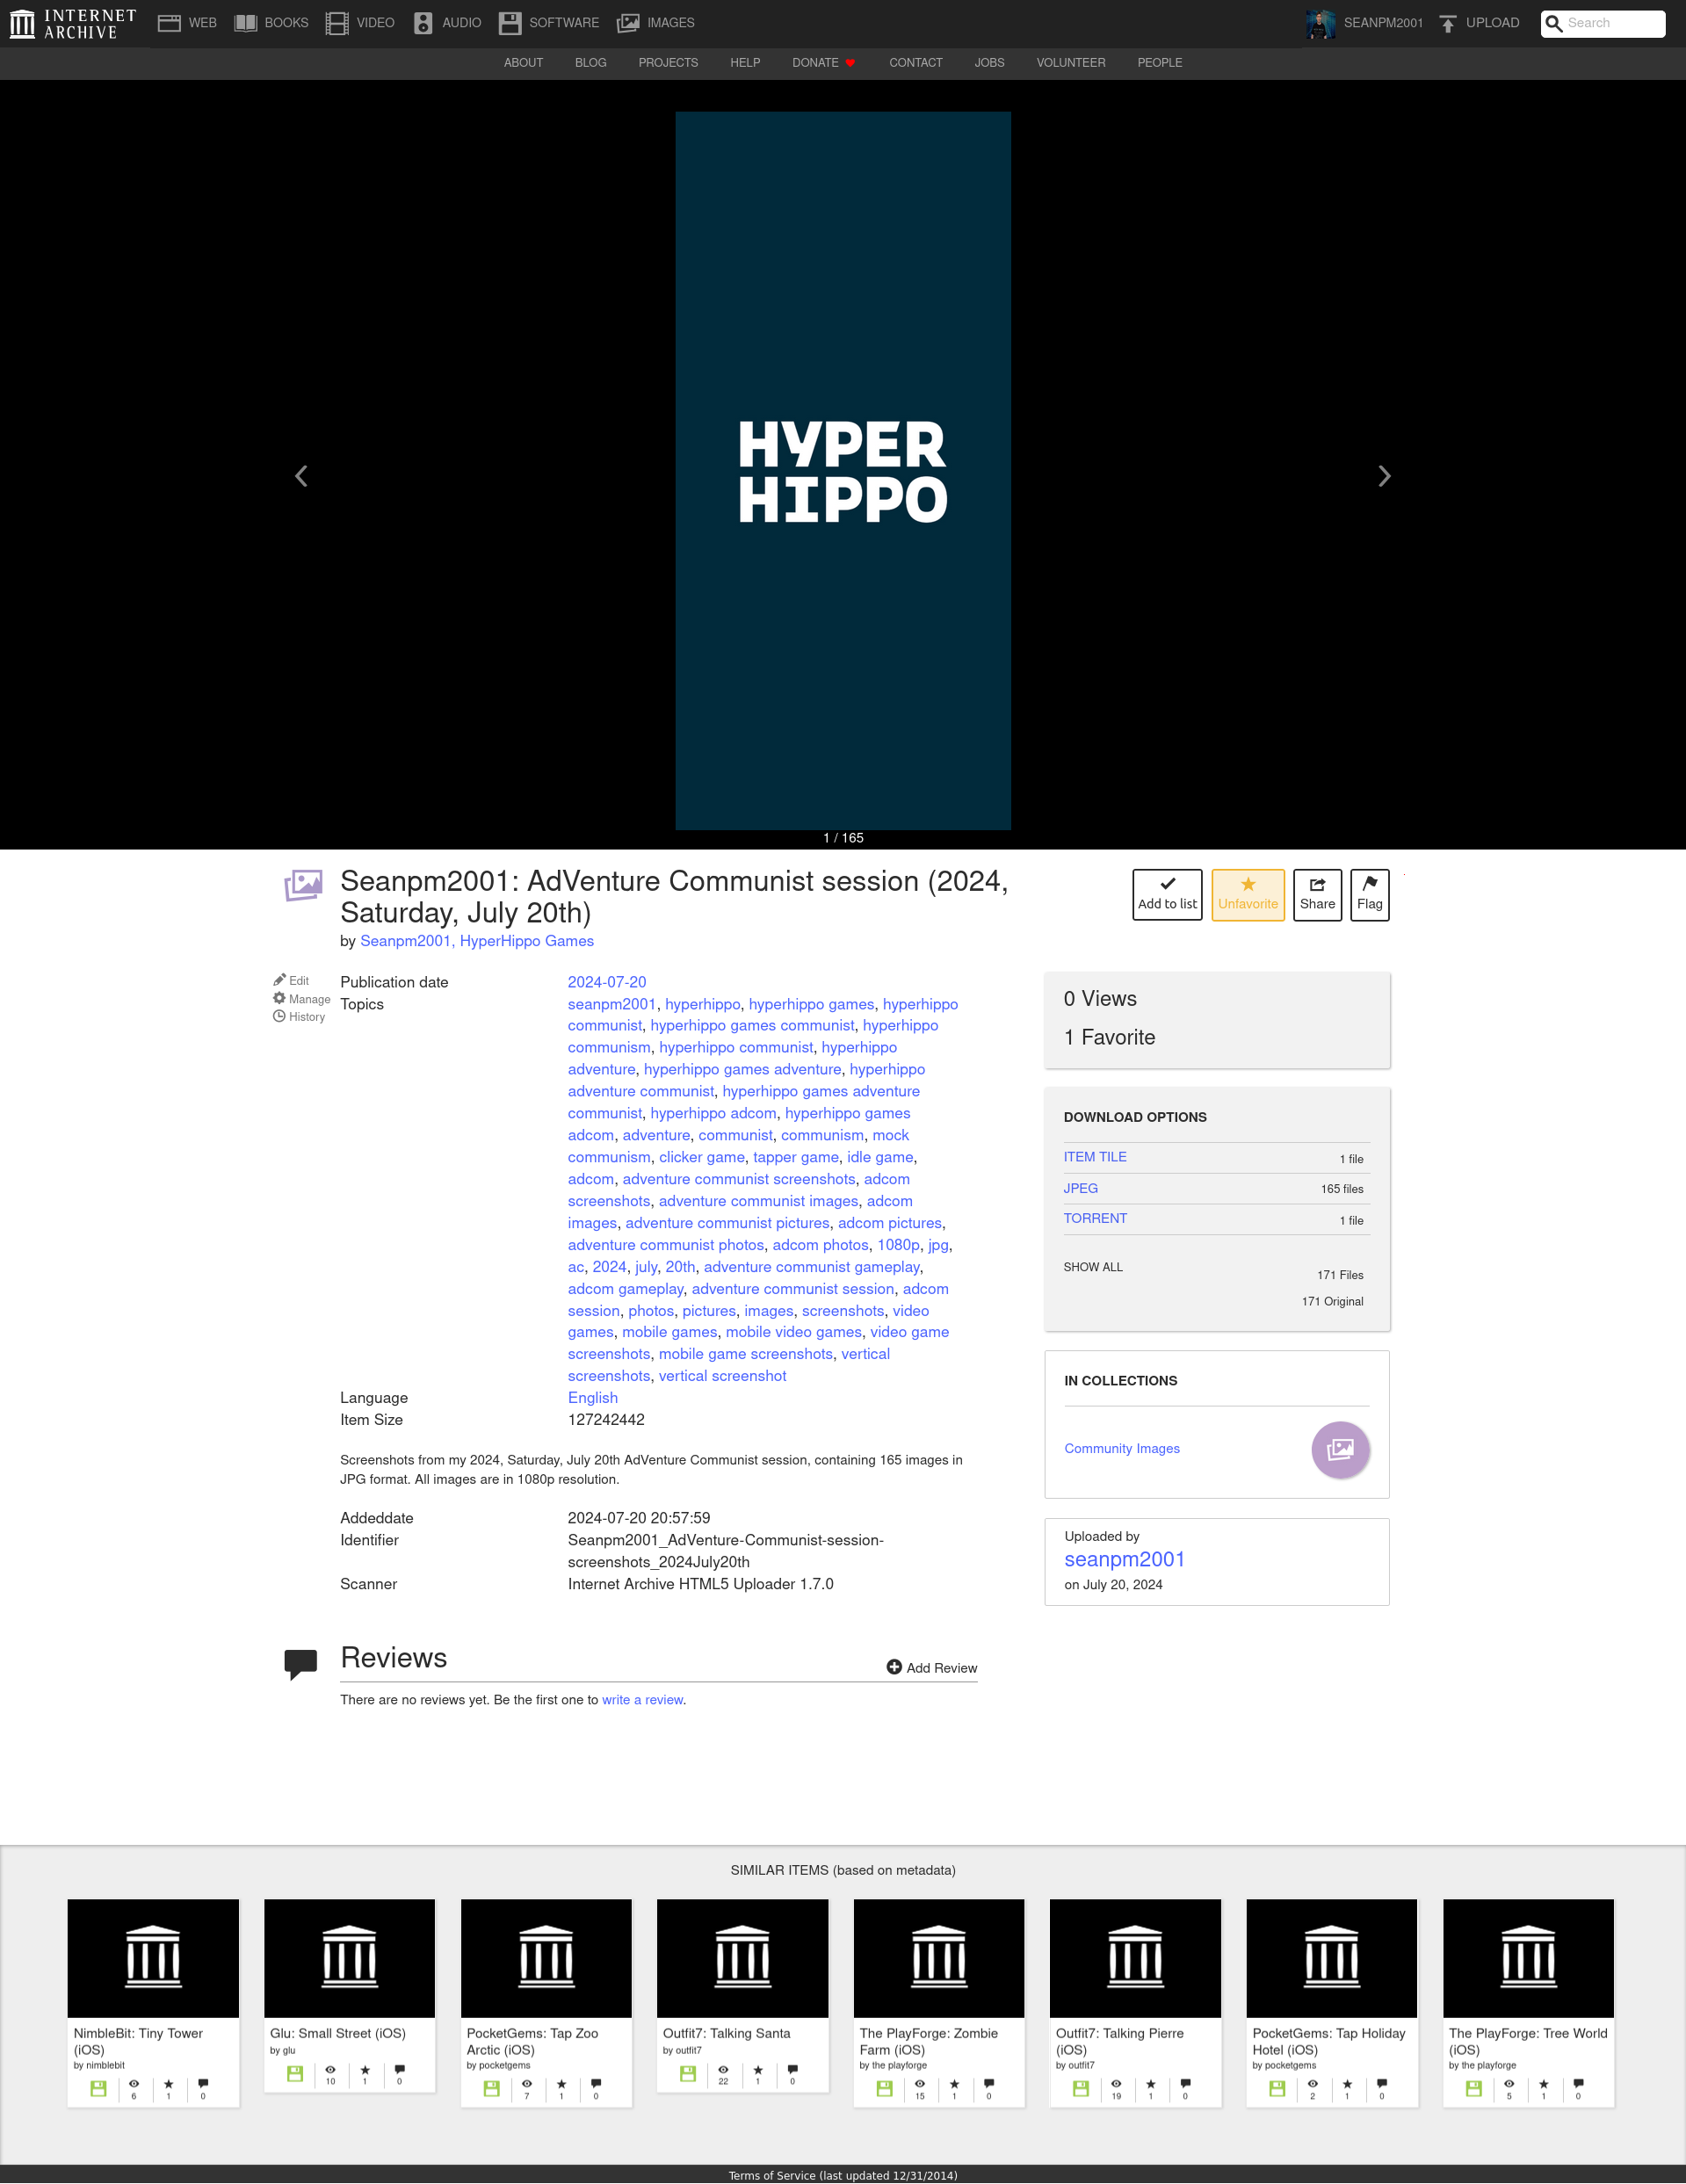 INTERNET
ARCHIVE
WEB
BOOKS
VIDEO
AUDIO
SOFTWARE
IMAGES
SEANPM2001
UPLOAD
Search
ABOUT
BLOG
PROJECTS
HELP
DONATE
CONTACT
JOBS
VOLUNTEER
PEOPLE
HYPER
HIPPO
1 / 165
Seanpm2001: AdVenture Communist session (2024,
Saturday, July 20th)
by Seanpm2001, HyperHippo Games
Add to list
Unfavorite
Share
Flag
Edit
Manage
History
Publication date 2024-07-20
Topics seanpm2001, hyperhippo, hyperhippo games, hyperhippo
communist, hyperhippo games communist, hyperhippo
communism, hyperhippo communist, hyperhippo
adventure, hyperhippo games adventure, hyperhippo
adventure communist, hyperhippo games adventure
communist, hyperhippo adcom, hyperhippo games
adcom, adventure, communist, communism, mock
communism, clicker game, tapper game, idle game,
adcom, adventure communist screenshots, adcom
screenshots, adventure communist images, adcom
images, adventure communist pictures, adcom pictures,
adventure communist photos, adcom photos, 1080p, jpg,
ac, 2024, july, 20th, adventure communist gameplay,
adcom gameplay, adventure communist session, adcom
session, photos, pictures, images, screenshots, video
games, mobile games, mobile video games, video game
screenshots, mobile game screenshots, vertical
screenshots, vertical screenshot
Language English
Item Size 127242442
Screenshots from my 2024, Saturday, July 20th AdVenture Communist session, containing 165 images in
JPG format. All images are in 1080p resolution.
Addeddate 2024-07-20 20:57:59
Identifier Seanpm2001_AdVenture-Communist-session-
screenshots_2024July20th
Scanner Internet Archive HTML5 Uploader 1.7.0
0 Views
1 Favorite
DOWNLOAD OPTIONS
ITEM TILE 1 file
JPEG 165 files
TORRENT 1 file
SHOW ALL 171 Files
171 Original
IN COLLECTIONS
Community Images
Uploaded by
seanpm2001
on July 20, 2024
Reviews
Add Review
There are no reviews yet. Be the first one to write a review.
SIMILAR ITEMS (based on metadata)
NimbleBit: Tiny Tower
(iOS)
by nimblebit
6 1 0
Glu: Small Street (iOS)
by glu
10 1 0
PocketGems: Tap Zoo
Arctic (iOS)
by pocketgems
7 1 0
Outfit7: Talking Santa
by outfit7
22 1 0
The PlayForge: Zombie
Farm (iOS)
by the playforge
15 1 0
Outfit7: Talking Pierre
(iOS)
by outfit7
19 1 0
PocketGems: Tap Holiday
Hotel (iOS)
by pocketgems
2 1 0
The PlayForge: Tree World
(iOS)
by the playforge
5 1 0
Terms of Service (last updated 12/31/2014)